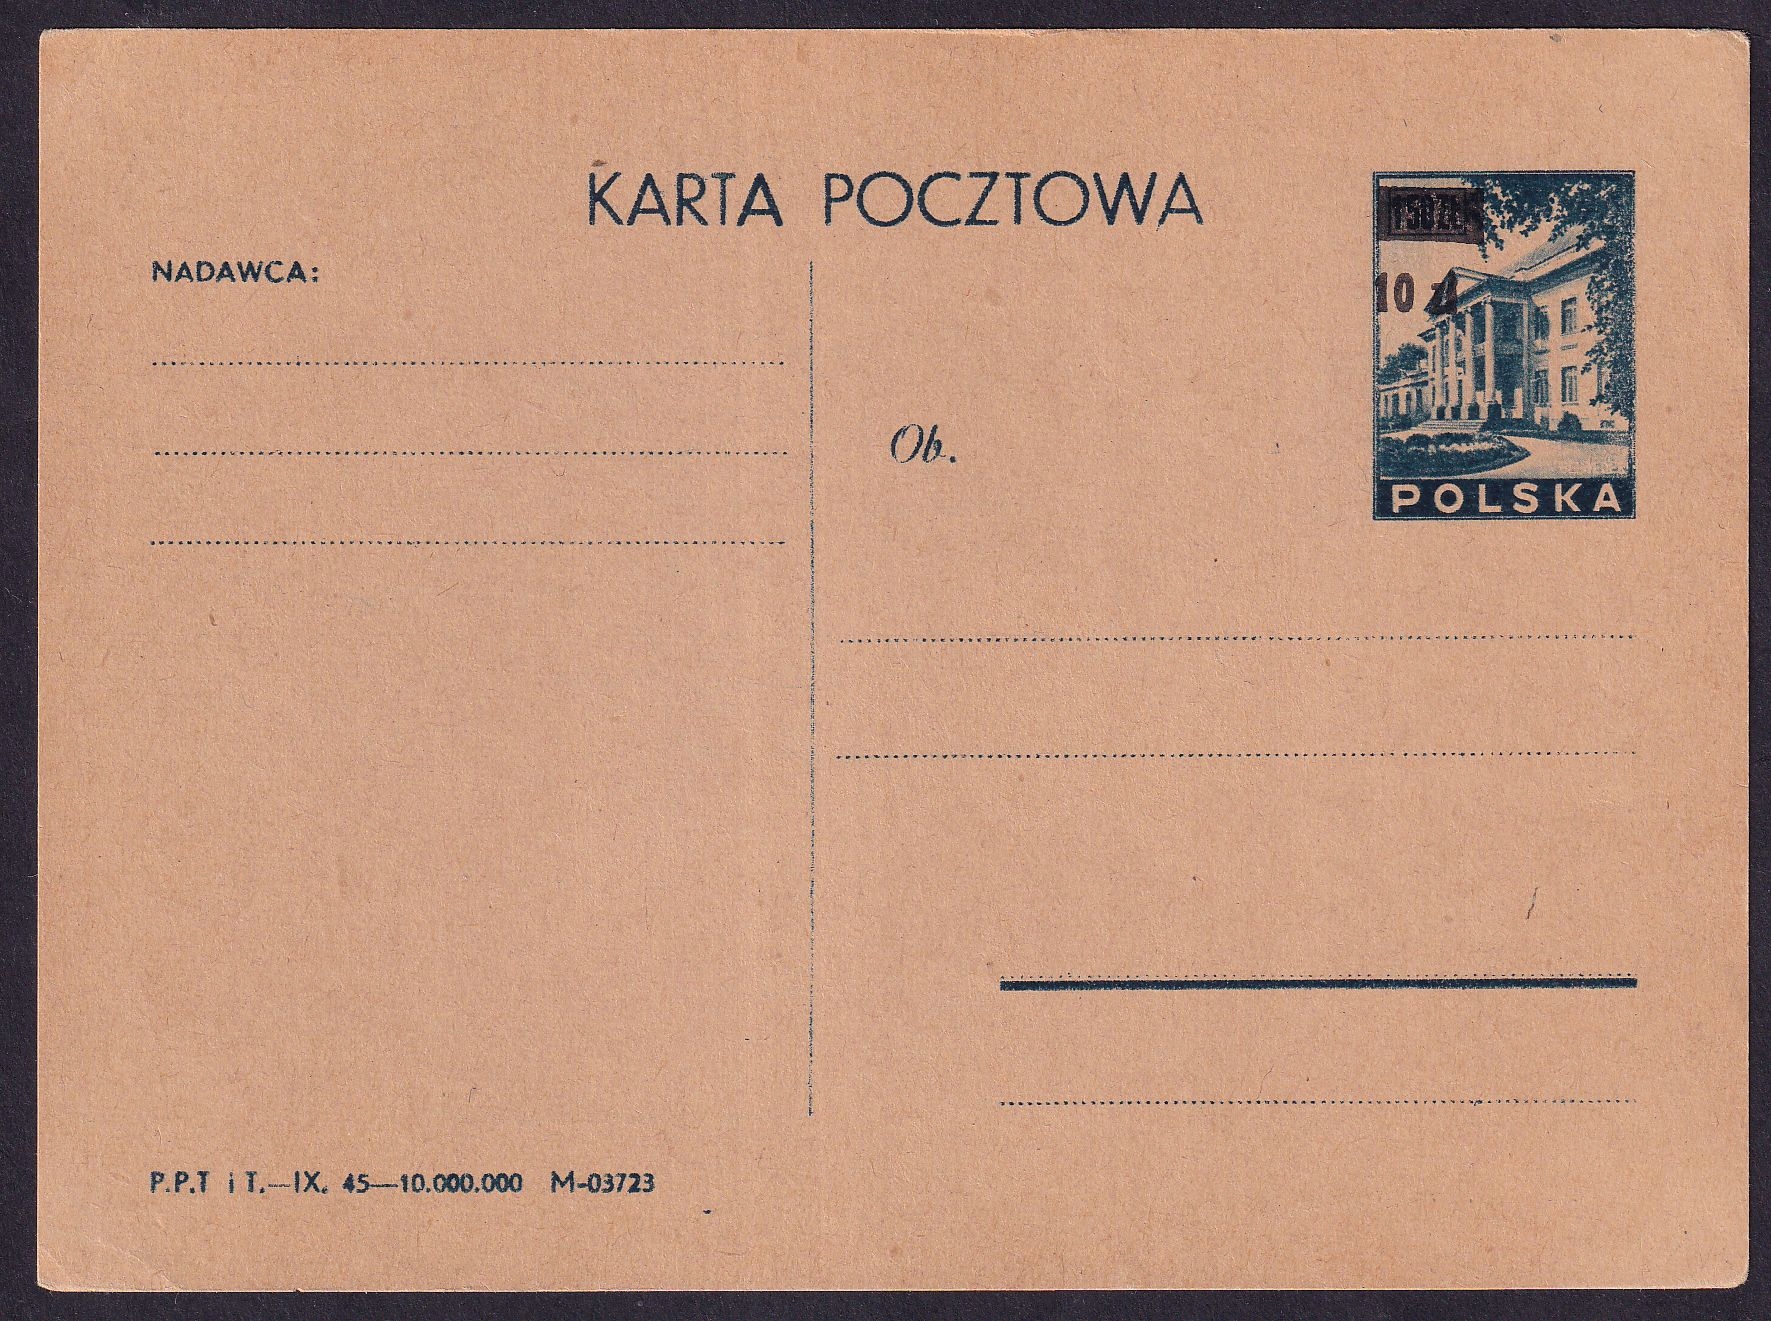 KARTA POCZTOWA
NADAWCA:
10 zł
Ob.
POLSKA
P.P.T i T.—IX. 45—10.000.000 M-03723